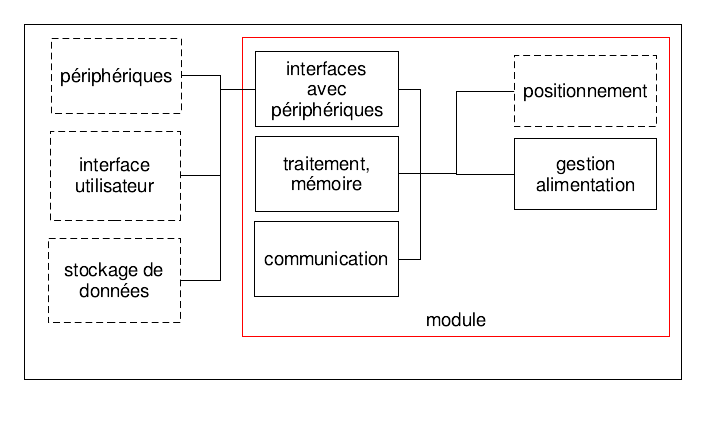 périphériques
interface
utilisateur
stockage de
données
interfaces
avec
périphériques
traitement,
mémoire
communication
positionnement
gestion
alimentation
module